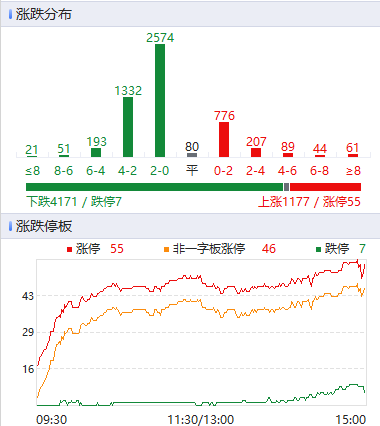 涨跌分布
21 51 193 1332 2574 80 776 207 89 44 61
≤8 8-6 6-4 4-2 2-0 平 0-2 2-4 4-6 6-8 ≥8
下跌4171 / 跌停7 上涨1177 / 涨停55
涨跌停板
涨停 55 非一字板涨停 46 跌停 7
43
29
16
09:30 11:30/13:00 15:00